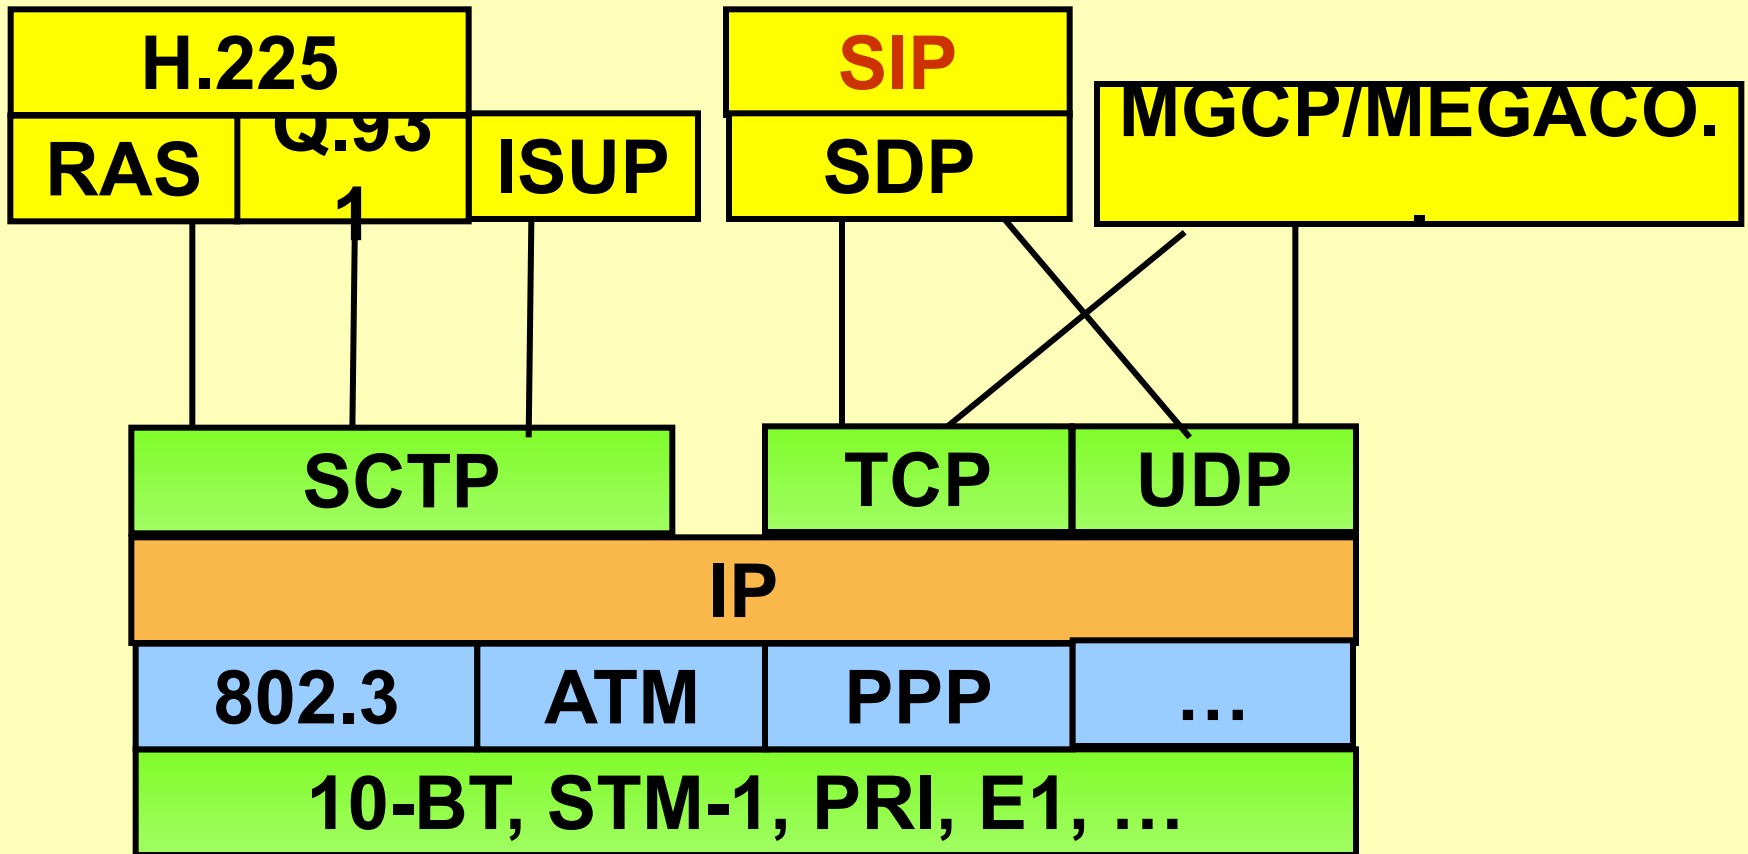 H.225
SIP
MGCP/MEGACO.
.
RAS
Q.93
1
ISUP
SDP
SCTP
TCP
UDP
IP
802.3
ATM
PPP
…
10-BT, STM-1, PRI, E1, …